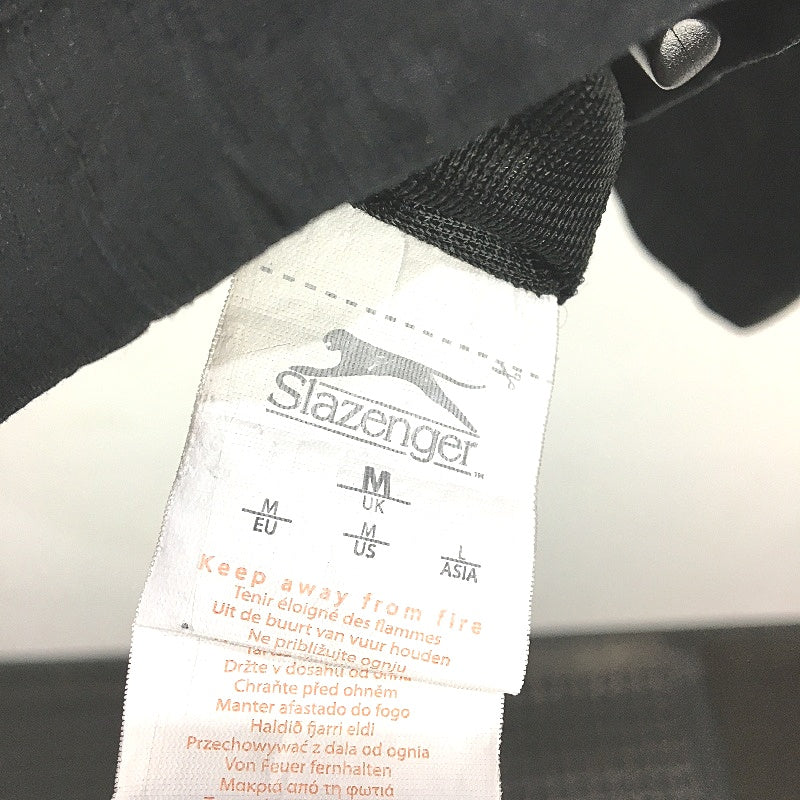 Slazenger™
M
UK
M
EU
M
US
L
ASIA
Keep away from fire
Tenir éloigné des flammes
Uit de buurt van vuur houden
Ne približujte ognju
Držte v dosahu od ohně
Chraňte před ohněm
Manter afastado do fogo
Haldið fjarri eldi
Przechowywać z dala od ognia
Von Feuer fernhalten
Μακρια από τη φωτιά